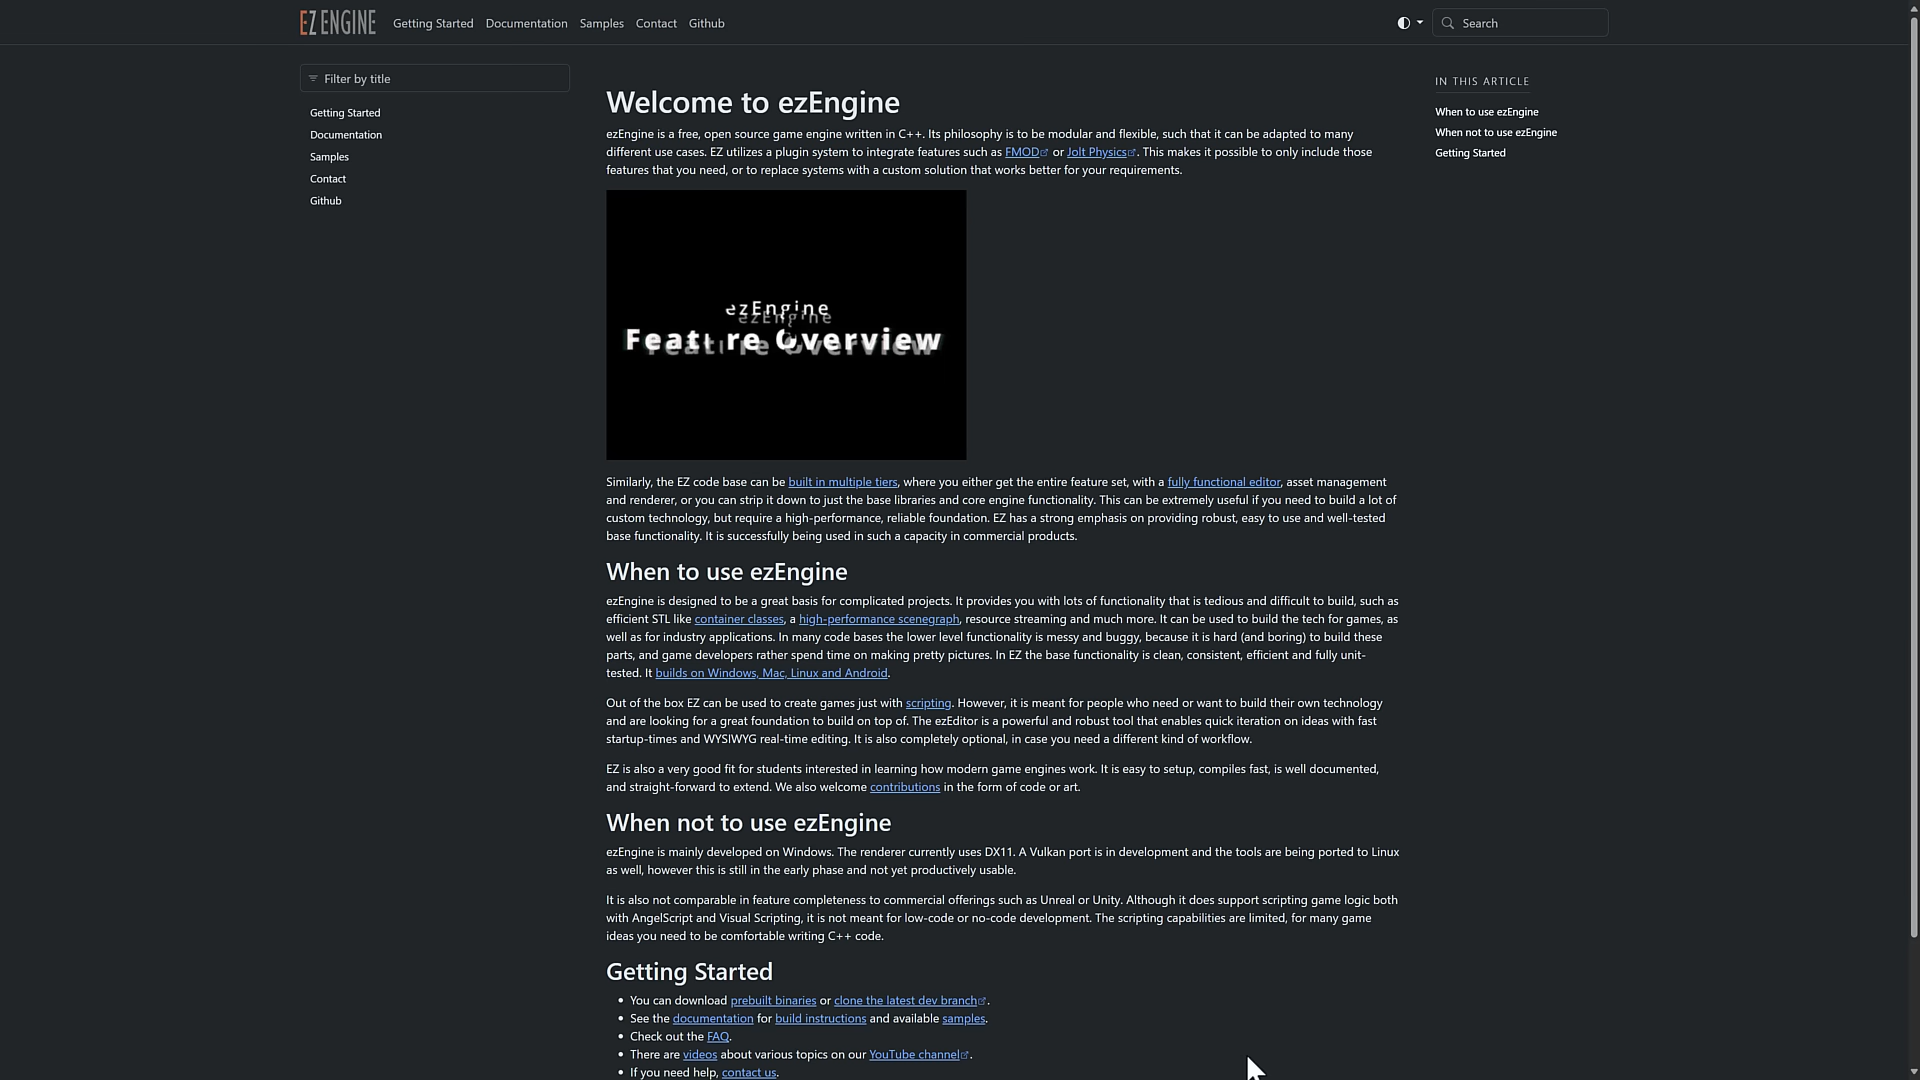 EZ ENGINE Getting Started Documentation Samples Contact Github Search
Filter by title
Getting Started
Documentation
Samples
Contact
Github
Welcome to ezEngine
ezEngine is a free, open source game engine written in C++. Its philosophy is to be modular and flexible, such that it can be adapted to many
different use cases. EZ utilizes a plugin system to integrate features such as FMOD or Jolt Physics. This makes it possible to only include those
features that you need, or to replace systems with a custom solution that works better for your requirements.
ezEngine
ezEngine
Feature Overview
Feature Overview
Similarly, the EZ code base can be built in multiple tiers, where you either get the entire feature set, with a fully functional editor, asset management
and renderer, or you can strip it down to just the base libraries and core engine functionality. This can be extremely useful if you need to build a lot of
custom technology, but require a high-performance, reliable foundation. EZ has a strong emphasis on providing robust, easy to use and well-tested
base functionality. It is successfully being used in such a capacity in commercial products.
When to use ezEngine
ezEngine is designed to be a great basis for complicated projects. It provides you with lots of functionality that is tedious and difficult to build, such as
efficient STL like container classes, a high-performance scenegraph, resource streaming and much more. It can be used to build the tech for games, as
well as for industry applications. In many code bases the lower level functionality is messy and buggy, because it is hard (and boring) to build these
parts, and game developers rather spend time on making pretty pictures. In EZ the base functionality is clean, consistent, efficient and fully unit-
tested. It builds on Windows, Mac, Linux and Android.
Out of the box EZ can be used to create games just with scripting. However, it is meant for people who need or want to build their own technology
and are looking for a great foundation to build on top of. The ezEditor is a powerful and robust tool that enables quick iteration on ideas with fast
startup-times and WYSIWYG real-time editing. It is also completely optional, in case you need a different kind of workflow.
EZ is also a very good fit for students interested in learning how modern game engines work. It is easy to setup, compiles fast, is well documented,
and straight-forward to extend. We also welcome contributions in the form of code or art.
When not to use ezEngine
ezEngine is mainly developed on Windows. The renderer currently uses DX11. A Vulkan port is in development and the tools are being ported to Linux
as well, however this is still in the early phase and not yet productively usable.
It is also not comparable in feature completeness to commercial offerings such as Unreal or Unity. Although it does support scripting game logic both
with AngelScript and Visual Scripting, it is not meant for low-code or no-code development. The scripting capabilities are limited, for many game
ideas you need to be comfortable writing C++ code.
Getting Started
• You can download prebuilt binaries or clone the latest dev branch.
• See the documentation for build instructions and available samples.
• Check out the FAQ.
• There are videos about various topics on our YouTube channel.
• If you need help, contact us.
IN THIS ARTICLE
When to use ezEngine
When not to use ezEngine
Getting Started